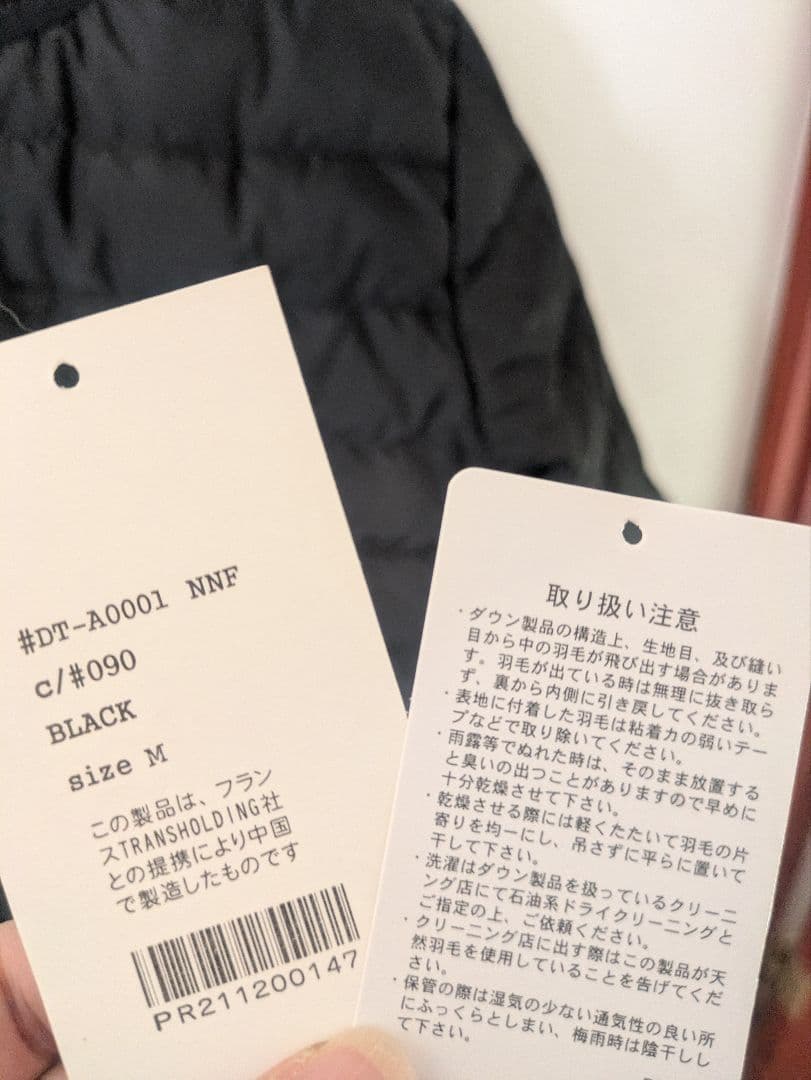 #DT-A0001 NNF
c/#090
BLACK
size M
この製品は、フラン
スTRANSHOLDING社
との提携により中国
で製造したものです
PR211200147
取り扱い注意
・ダウン製品の構造上、生地目、及び縫い
目から中の羽毛が飛び出す場合がありま
す。羽毛が出ている時は無理に抜き取ら
ず、裏から内側に引き戻してください。
・表地に付着した羽毛は粘着力の弱いテー
プなどで取り除いてください。
・雨露等でぬれた時は、そのまま放置する
と臭いの出つことがありますので早めに
十分乾燥させて下さい。
・乾燥させる際には軽くたたいて羽毛の片
寄りを均一にし、吊さずに平らに置いて
干して下さい。
・洗濯はダウン製品を扱っているクリーニ
ング店にて石油系ドライクリーニングと
ご指定の上、ご依頼ください。
・クリーニング店に出す際はこの製品が天
然羽毛を使用していることを告げてくだ
さい。
・保管の際は湿気の少ない通気性の良い所
にふっくらとしまい、梅雨時は陰干しし
て下さい。